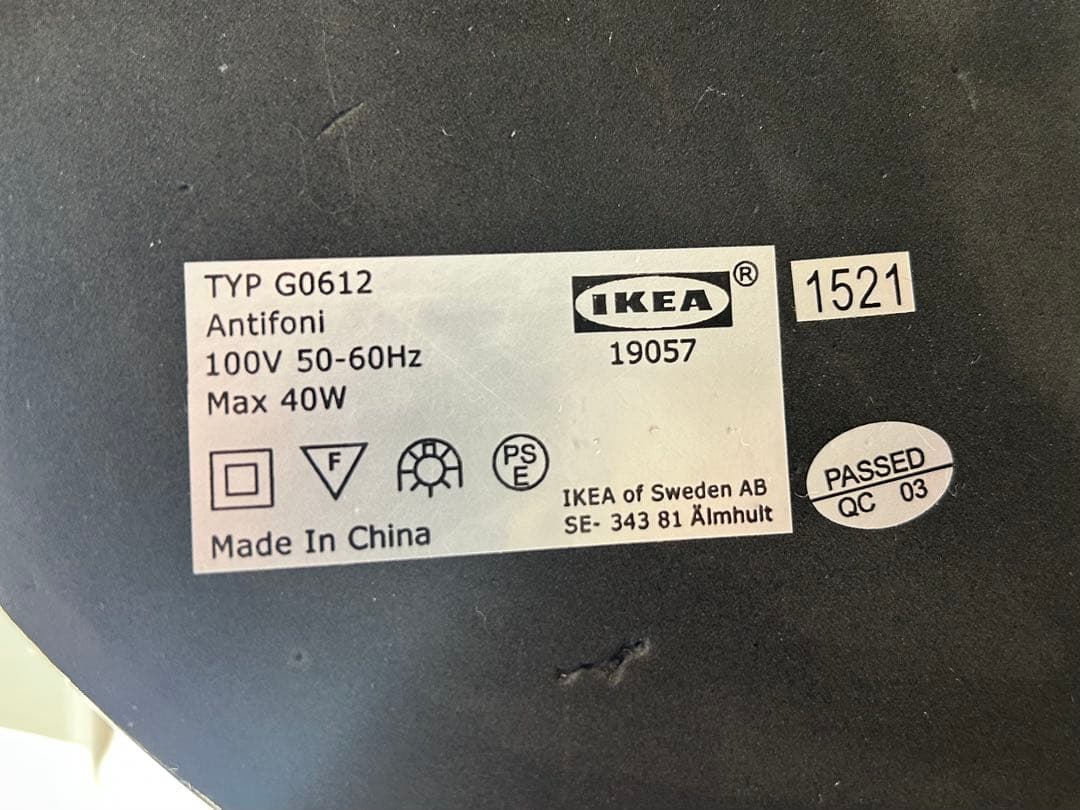 TYP G0612
Antifoni
100V 50-60Hz
Max 40W
F
PS
E
Made In China
IKEA ®
19057
IKEA of Sweden AB
SE- 343 81 Älmhult
1521
PASSED
QC 03